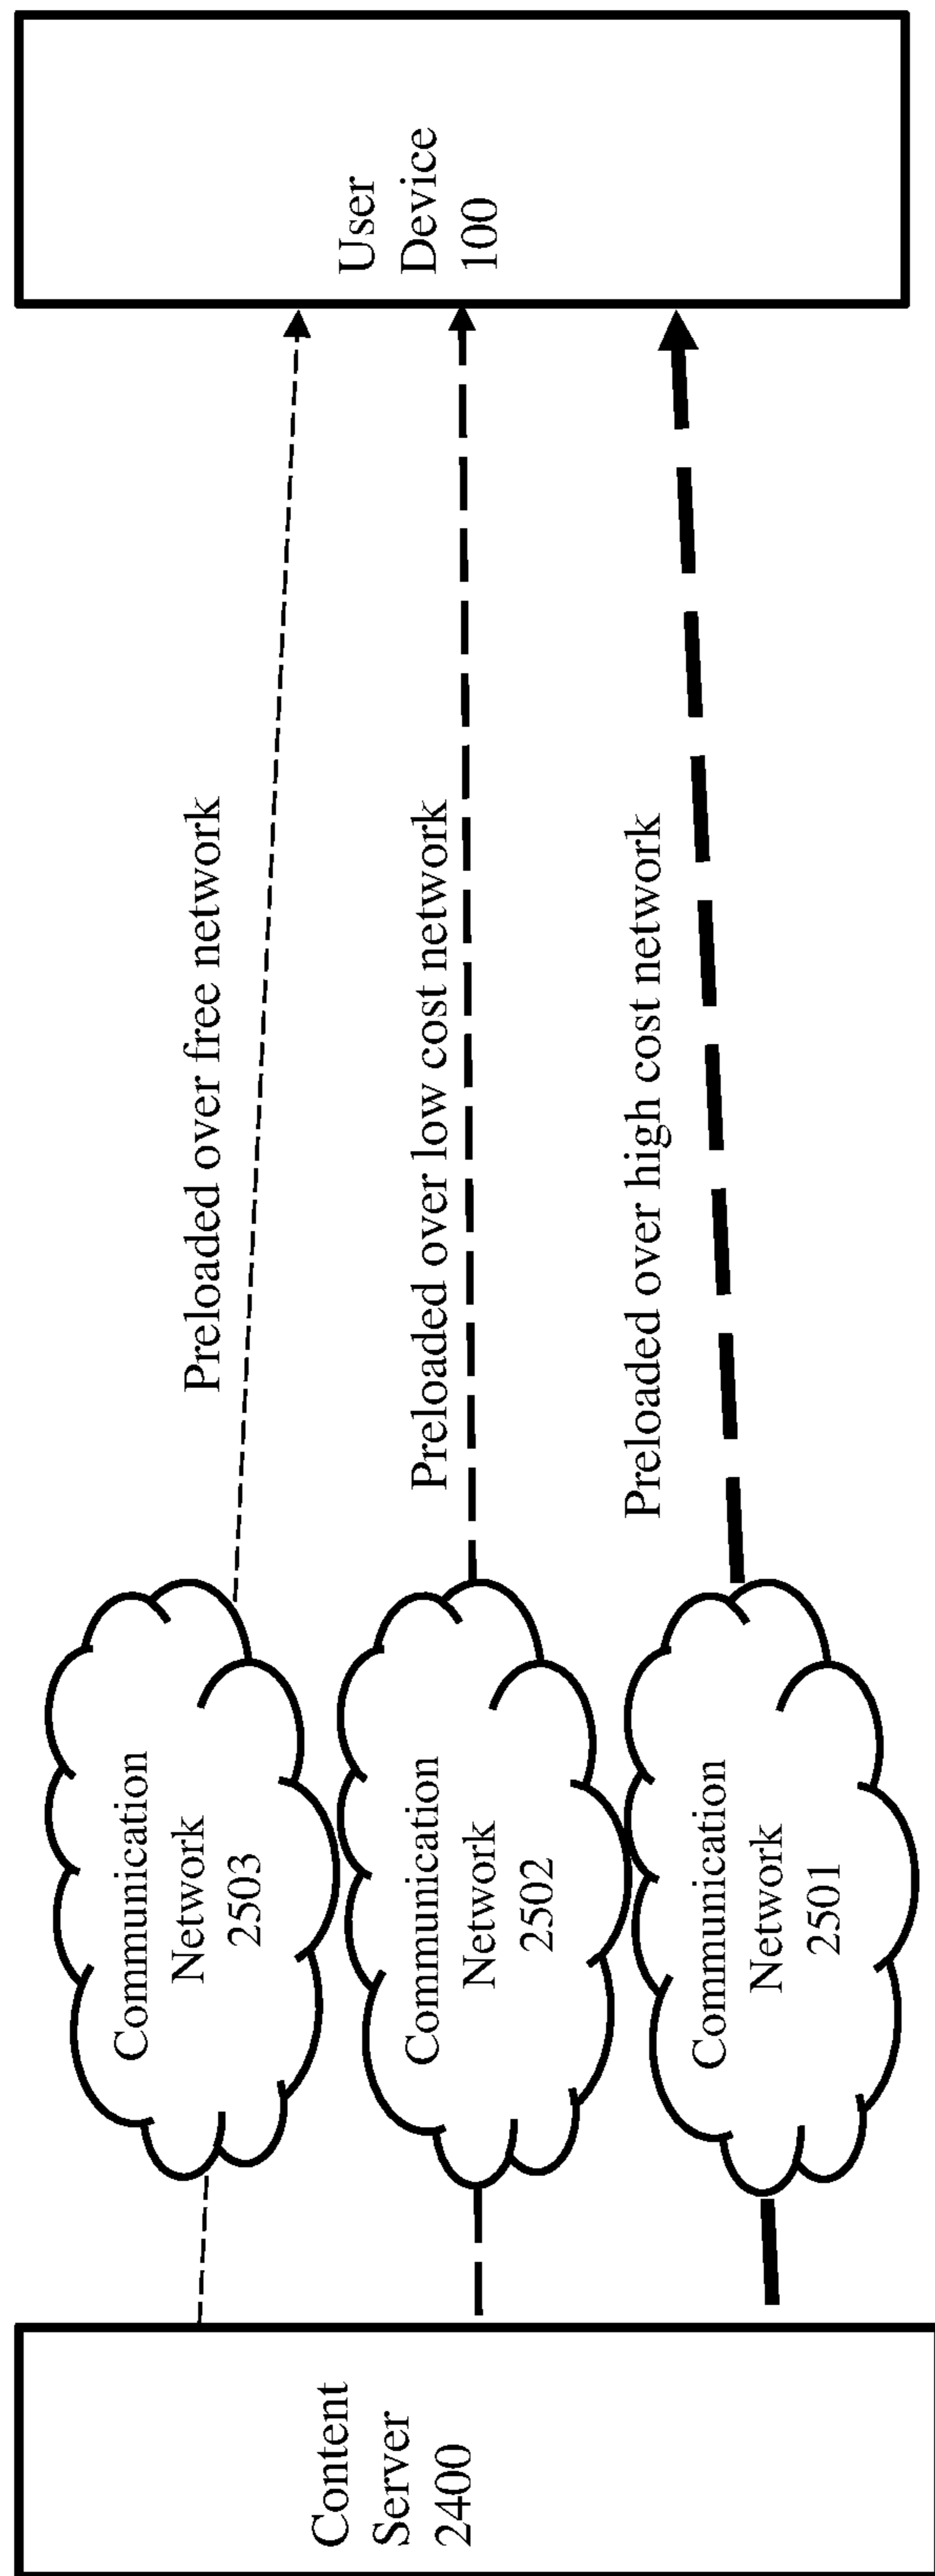 Content
Server
2400
Communication
Network
2503
Communication
Network
2502
Communication
Network
2501
Preloaded over free network
Preloaded over low cost network
Preloaded over high cost network
User
Device
100